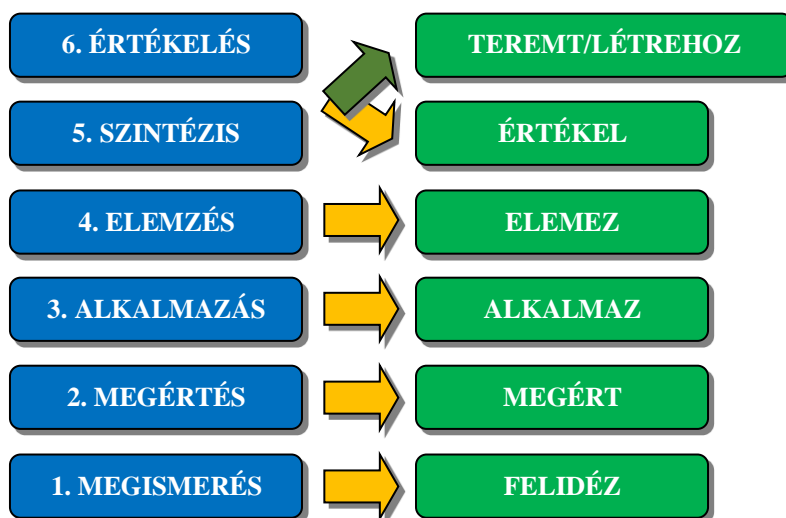 6. ÉRTÉKELÉS
TEREMT/LÉTREHOZ
5. SZINTÉZIS
ÉRTÉKEL
4. ELEMZÉS
ELEMEZ
3. ALKALMAZÁS
ALKALMAZ
2. MEGÉRTÉS
MEGÉRT
1. MEGISMERÉS
FELIDÉZ